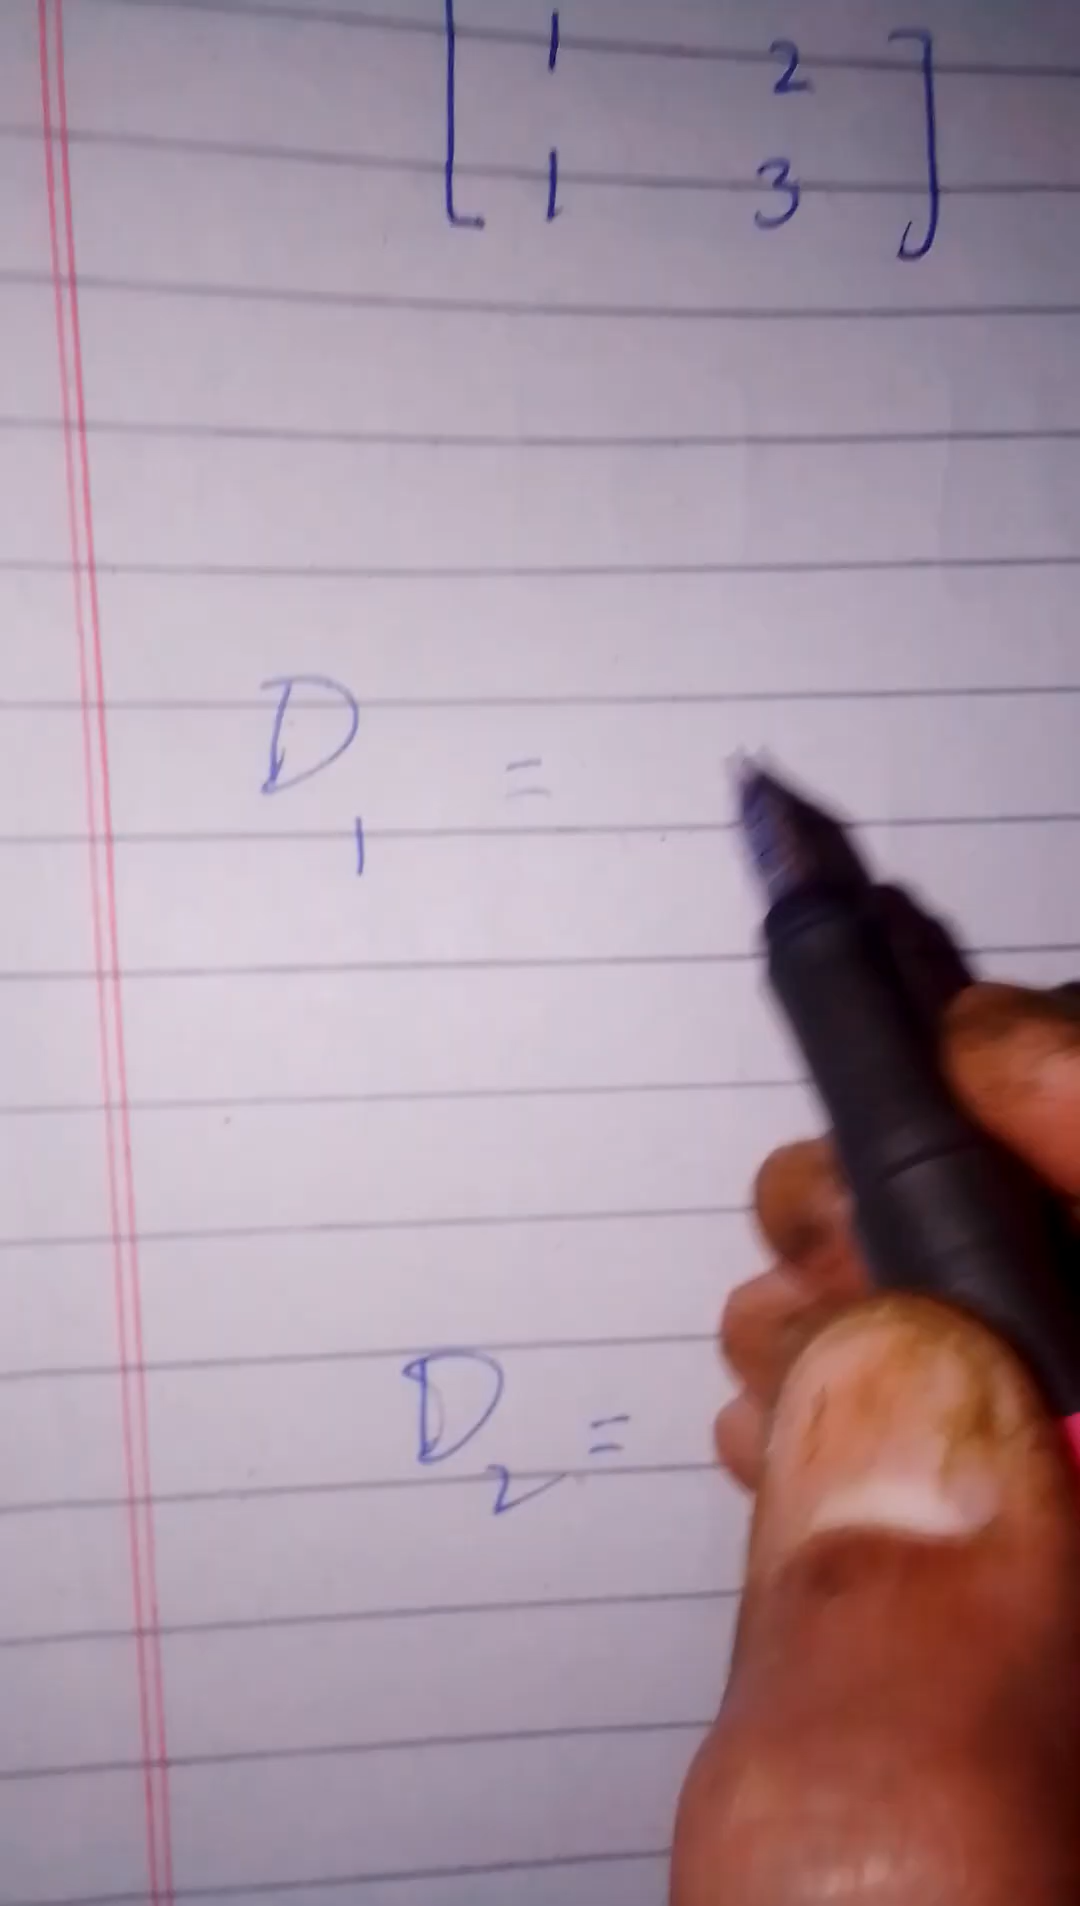 [ 1 2 ]
1 3
D₁ =
D₂ =